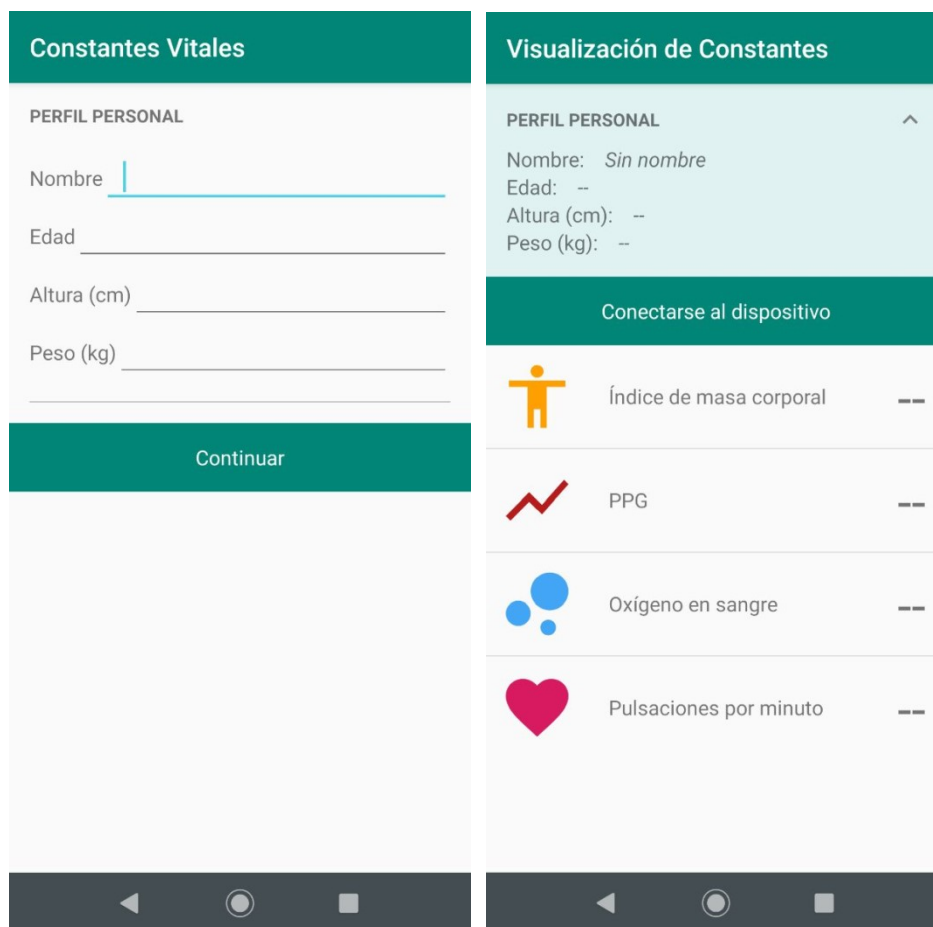 Constantes Vitales
PERFIL PERSONAL
Nombre
Edad
Altura (cm)
Peso (kg)
Continuar
Visualización de Constantes
PERFIL PERSONAL
Nombre: Sin nombre
Edad: --
Altura (cm): --
Peso (kg): --
Conectarse al dispositivo
Índice de masa corporal --
PPG --
Oxígeno en sangre --
Pulsaciones por minuto --